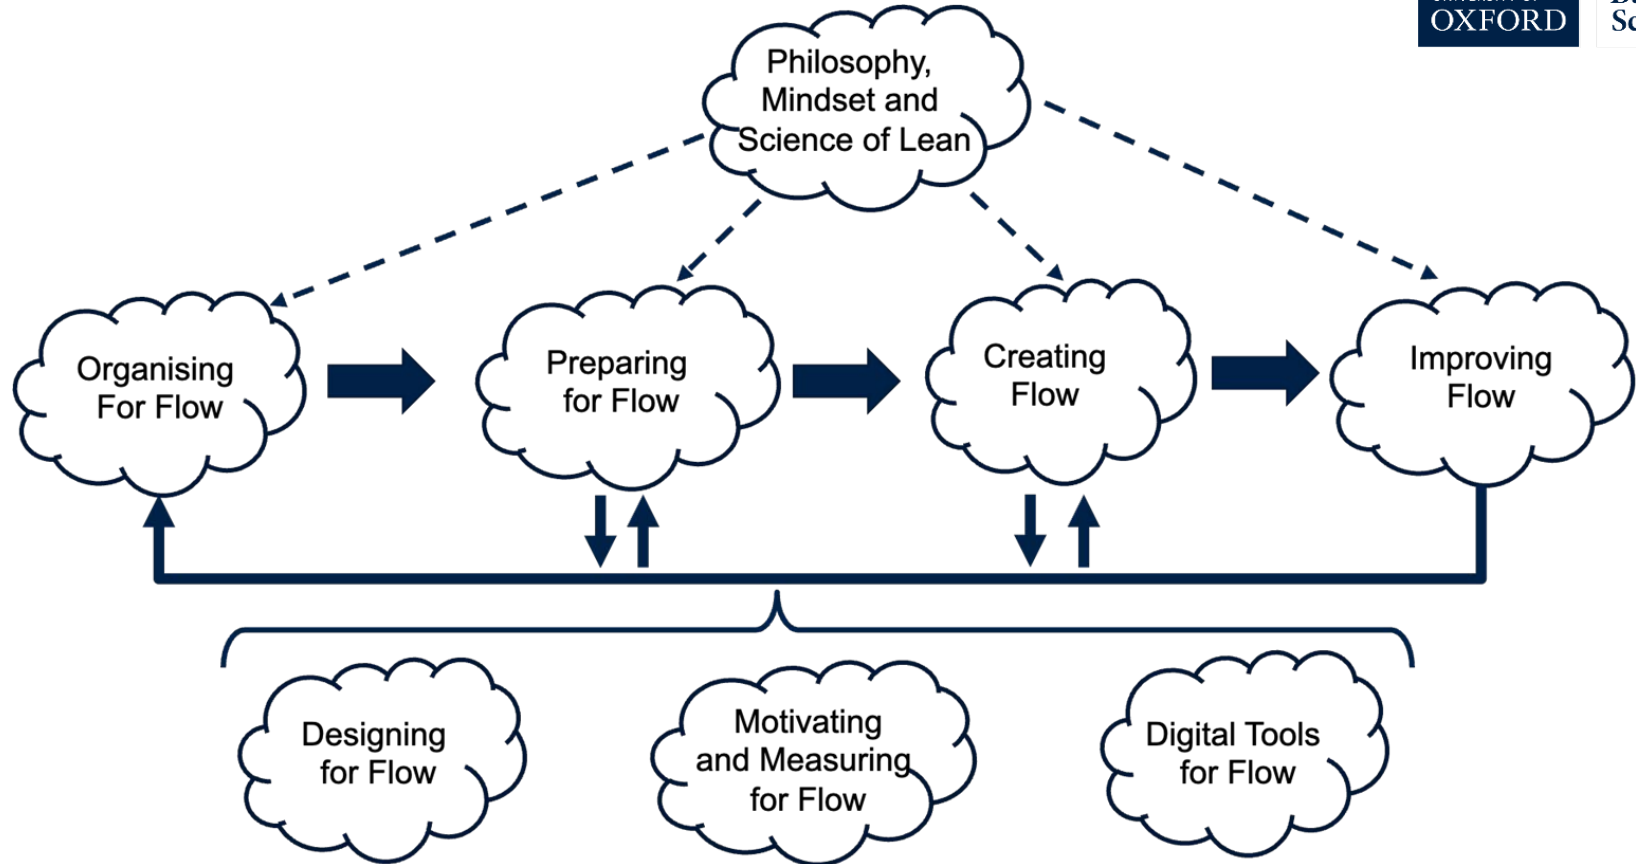 OXFORD
Philosophy,
Mindset and
Science of Lean
Organising
For Flow
Preparing
for Flow
Creating
Flow
Improving
Flow
Designing
for Flow
Motivating
and Measuring
for Flow
Digital Tools
for Flow